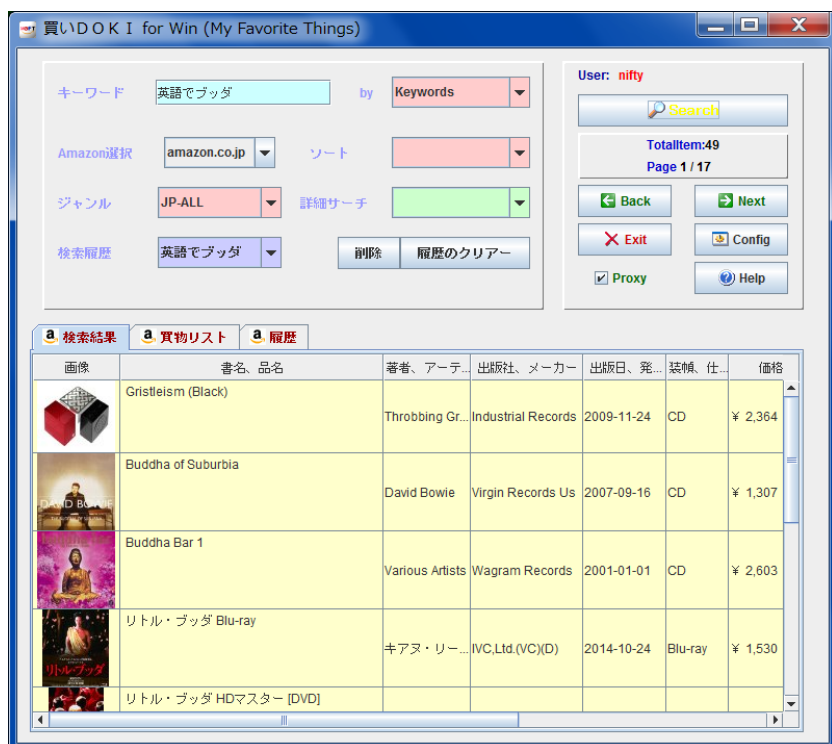 買いＤＯＫＩ for Win (My Favorite Things)
キーワード 英語でブッダ by Keywords
Amazon選択 amazon.co.jp ソート
ジャンル JP-ALL 詳細サーチ
検索履歴 英語でブッダ 削除 履歴のクリアー
User: nifty
Search
TotalItem:49
Page 1 / 17
Back Next
Exit Config
Proxy Help
検索結果 買物リスト 履歴
画像 書名、品名 著者、アーテ... 出版社、メーカー 出版日、発... 装幀、仕... 価格
Gristleism (Black) Throbbing Gr... Industrial Records 2009-11-24 CD ¥ 2,364
Buddha of Suburbia David Bowie Virgin Records Us 2007-09-16 CD ¥ 1,307
Buddha Bar 1 Various Artists Wagram Records 2001-01-01 CD ¥ 2,603
リトル・ブッダ Blu-ray キアヌ・リー... IVC,Ltd.(VC)(D) 2014-10-24 Blu-ray ¥ 1,530
リトル・ブッダ
リトル・ブッダ HDマスター [DVD]